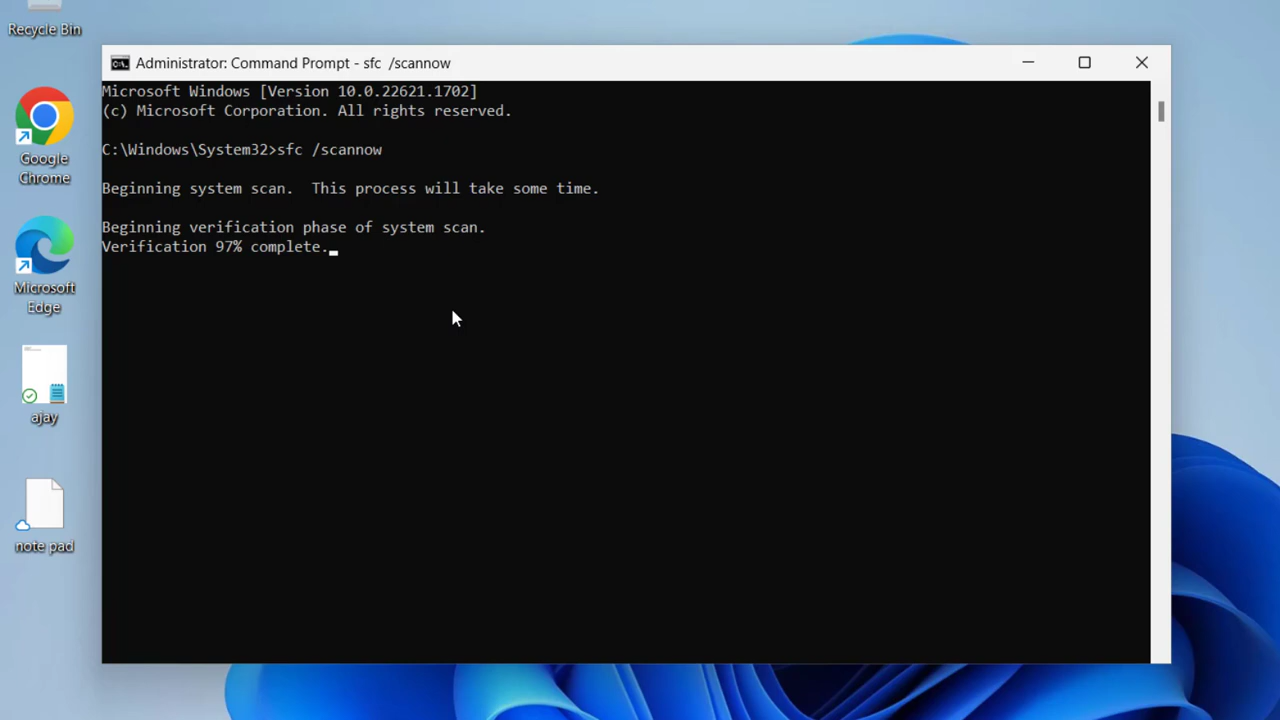 Recycle Bin
Administrator: Command Prompt - sfc  /scannow
Microsoft Windows [Version 10.0.22621.1702]
(c) Microsoft Corporation. All rights reserved.
C:\Windows\System32>sfc /scannow
Beginning system scan.  This process will take some time.
Beginning verification phase of system scan.
Verification 97% complete.
Google
Chrome
Microsoft
Edge
ajay
note pad